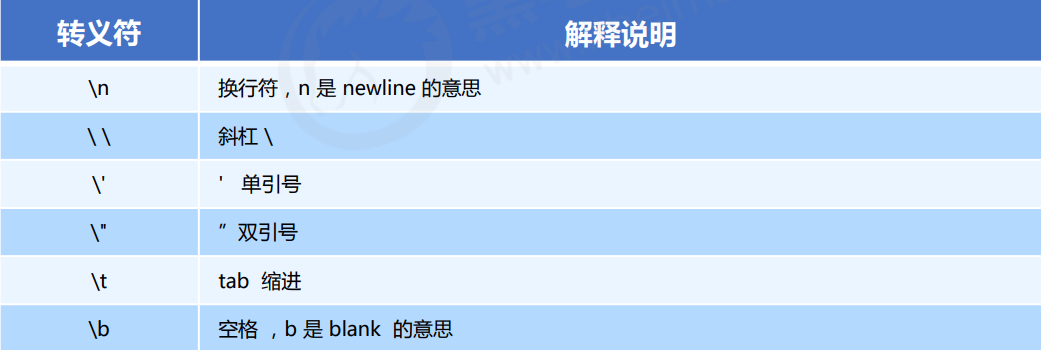 转义符 解释说明
\n 换行符，n 是 newline 的意思
\ \ 斜杠 \
\' ' 单引号
\" ” 双引号
\t tab 缩进
\b 空格 ，b 是 blank 的意思